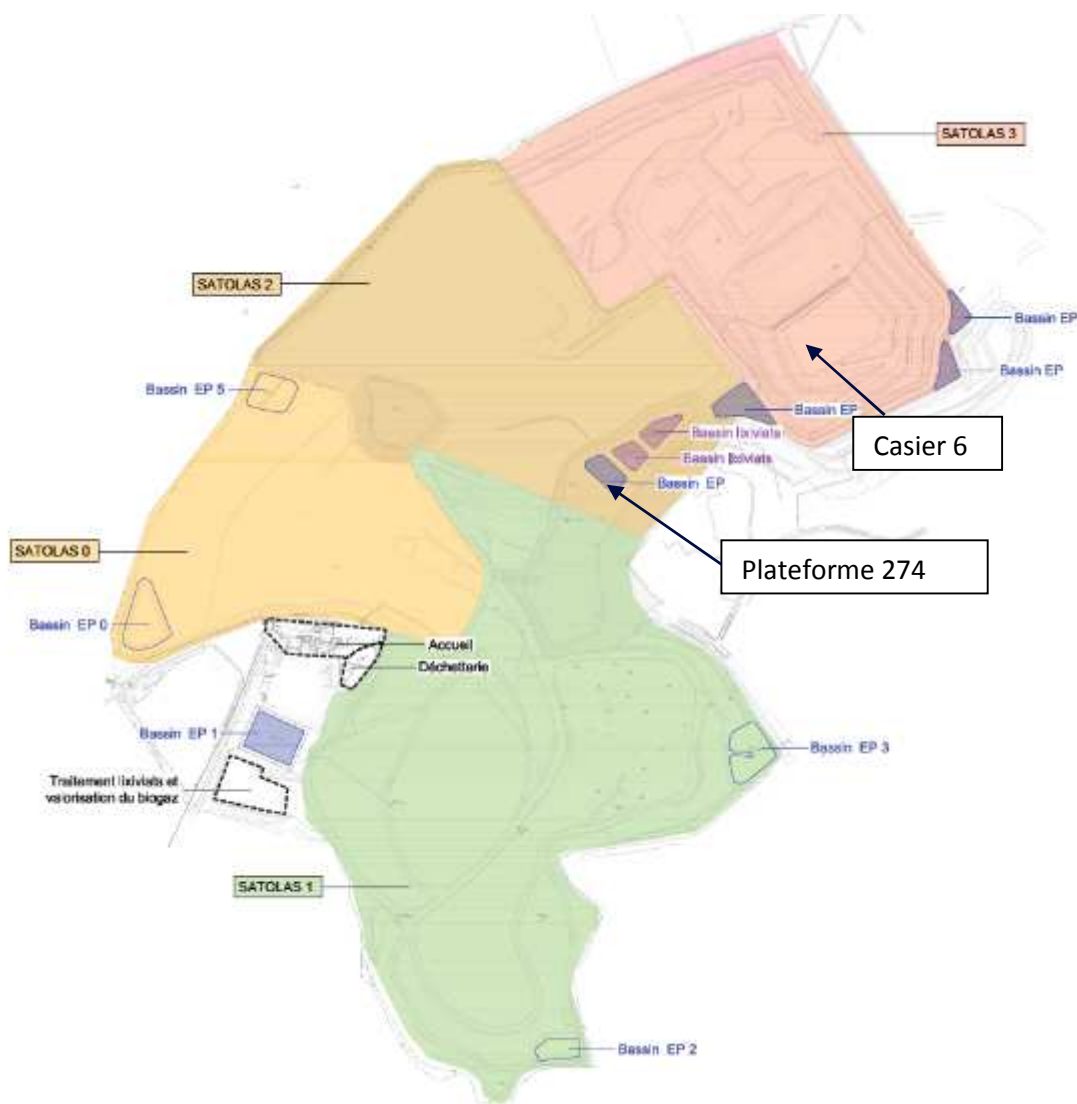 SATOLAS 3
SATOLAS 2
Bassin EP
Bassin EP
Bassin EP 5
Bassin EP
Casier 6
Bassin lixiviats
Bassin lixiviats
Bassin EP
SATOLAS 0
Plateforme 274
Bassin EP 0
Accueil
Déchetterie
Bassin EP 1
Bassin EP 3
Traitement lixiviats et
valorisation du biogaz
SATOLAS 1
Bassin EP 2